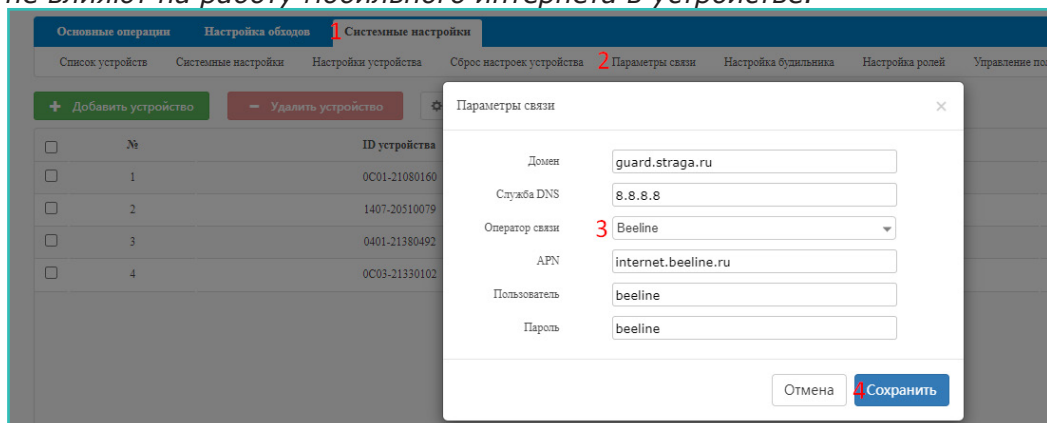 не влияют на работу мобильного интернета в устройстве.
Основные операции Настройка обходов 1 Системные настройки
Список устройств Системные настройки Настройки устройства Сброс настроек устройства 2 Параметры связи Настройка будильника Настройка ролей Управление
+ Добавить устройство − Удалить устройство
Параметры связи ×
№ ID устройства
1 0C01-21080160
2 1407-20510079
3 0401-21380492
4 0C03-21330102
Домен guard.straga.ru
Служба DNS 8.8.8.8
Оператор связи 3 Beeline
APN internet.beeline.ru
Пользователь beeline
Пароль beeline
Отмена 4 Сохранить